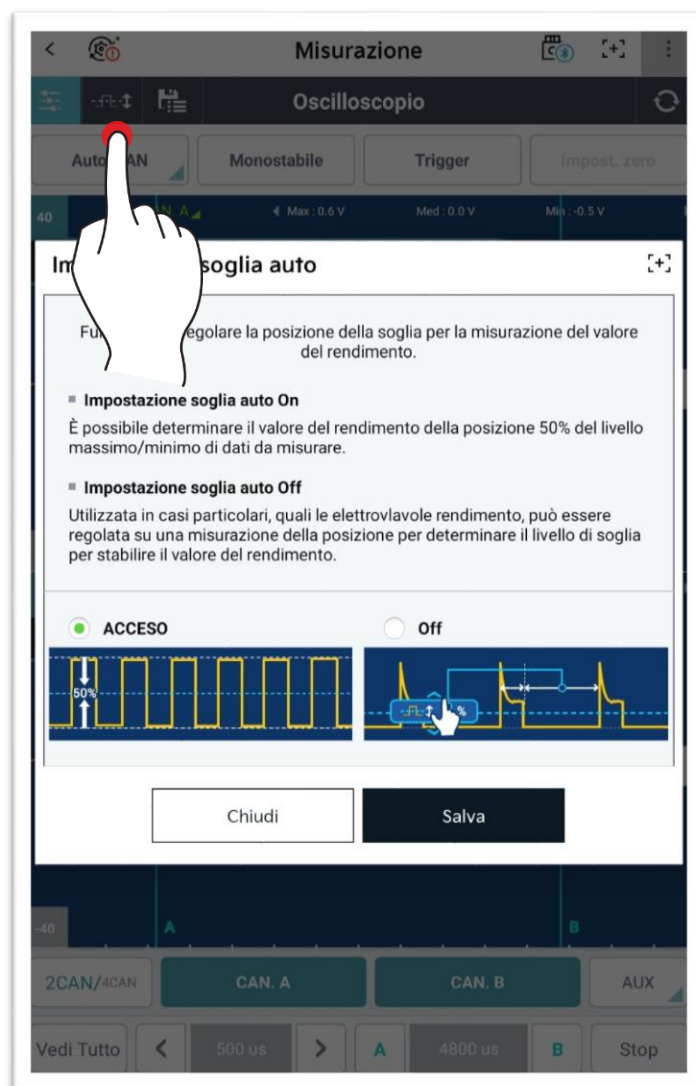 Misurazione
Oscilloscopio
Auto AN Monostabile Trigger Impost. zero
40 N. A Max : 0.6 V Med : 0.0 V Min : -0.5 V
Im soglia auto
Fu egolare la posizione della soglia per la misurazione del valore
del rendimento.
Impostazione soglia auto On
È possibile determinare il valore del rendimento della posizione 50% del livello
massimo/minimo di dati da misurare.
Impostazione soglia auto Off
Utilizzata in casi particolari, quali le elettrovlavole rendimento, può essere
regolata su una misurazione della posizione per determinare il livello di soglia
per stabilire il valore del rendimento.
ACCESO Off
50% %
Chiudi Salva
-40 A B
2CAN/4CAN CAN. A CAN. B AUX
Vedi Tutto 500 us A 4800 us B Stop